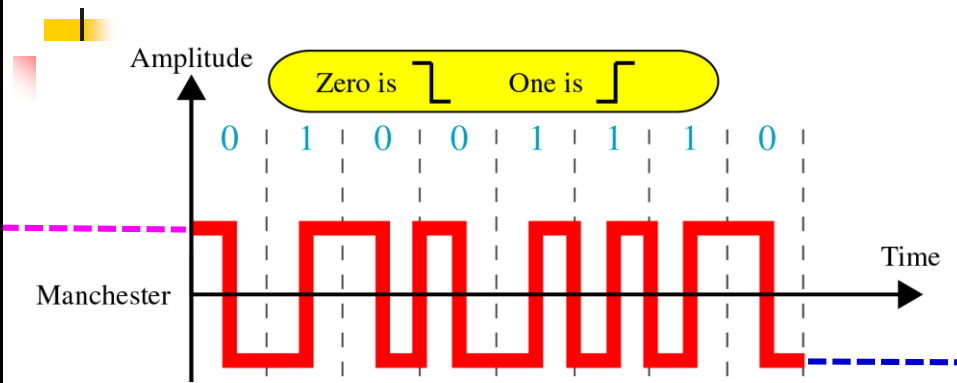 Amplitude
Zero is One is
0 1 0 0 1 1 1 0
Time
Manchester